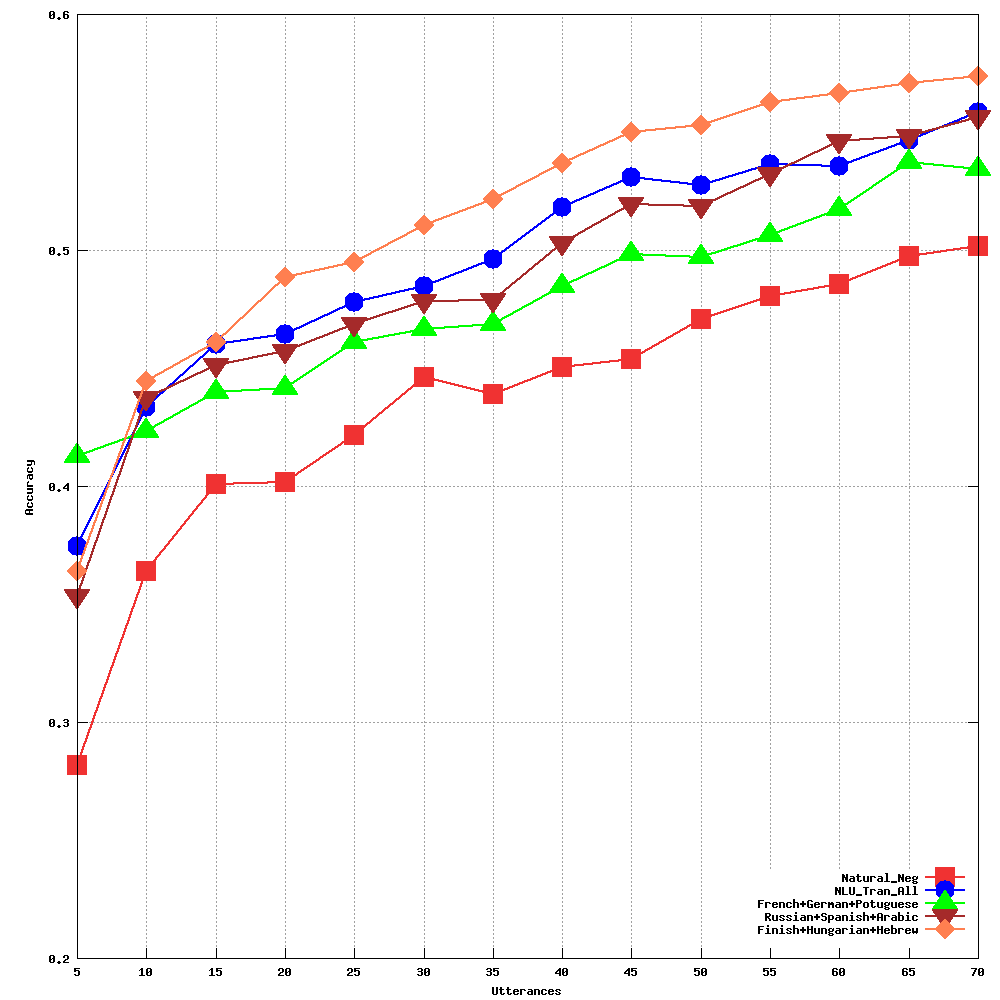 0.6
0.5
0.4
0.3
0.2
Accuracy
5 10 15 20 25 30 35 40 45 50 55 60 65 70
Utterances
Natural_Neg
NLU_Tran_All
French+German+Potuguese
Russian+Spanish+Arabic
Finish+Hungarian+Hebrew